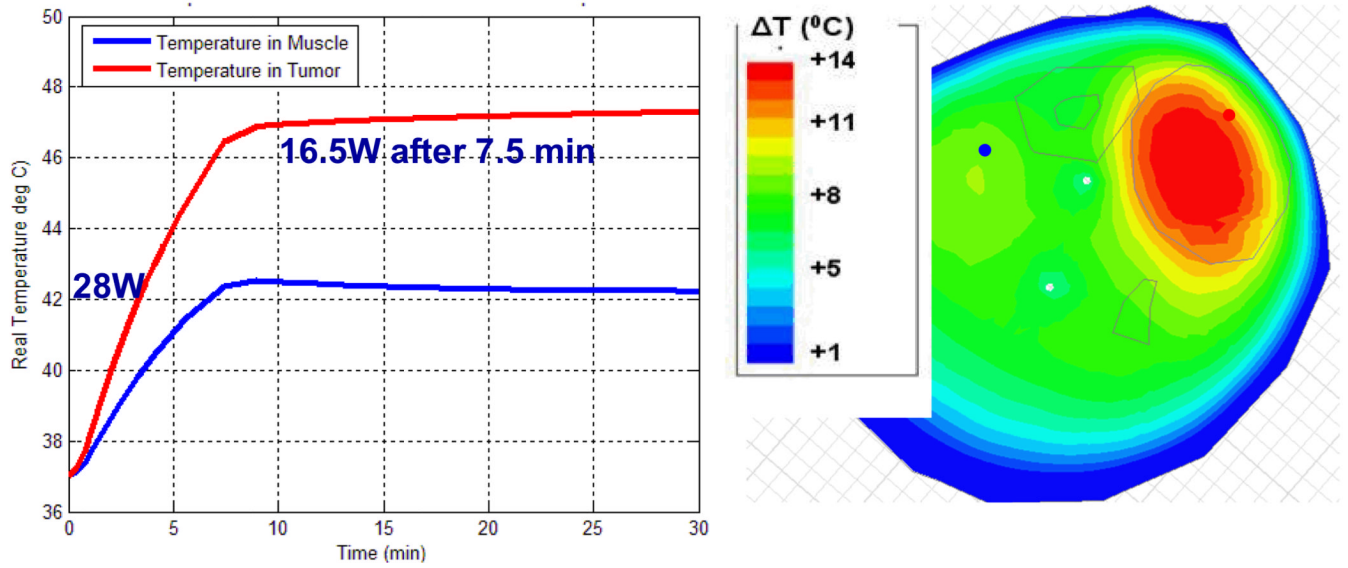 50
48
46
44
42
40
38
36
Real Temperature deg C
Temperature in Muscle
Temperature in Tumor
16.5W after 7.5 min
28W
0
5
10
15
20
25
30
Time (min)
ΔT (⁰C)
+14
+11
+8
+5
+1